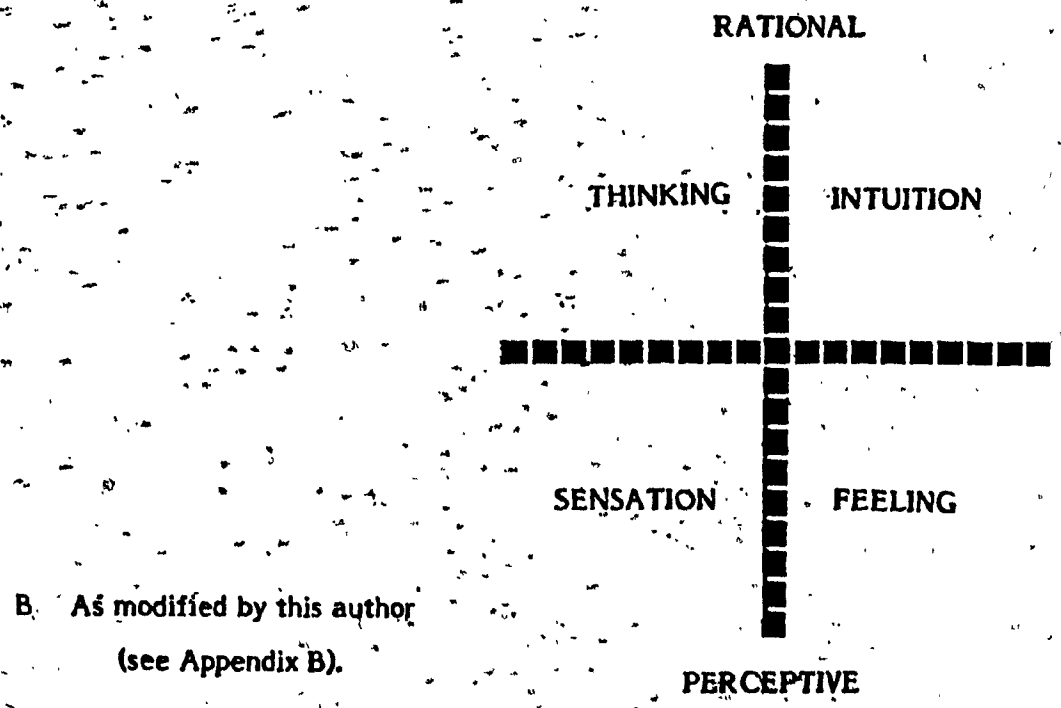 RATIONAL
THINKING INTUITION
SENSATION FEELING
B. As modified by this author
(see Appendix B).
PERCEPTIVE